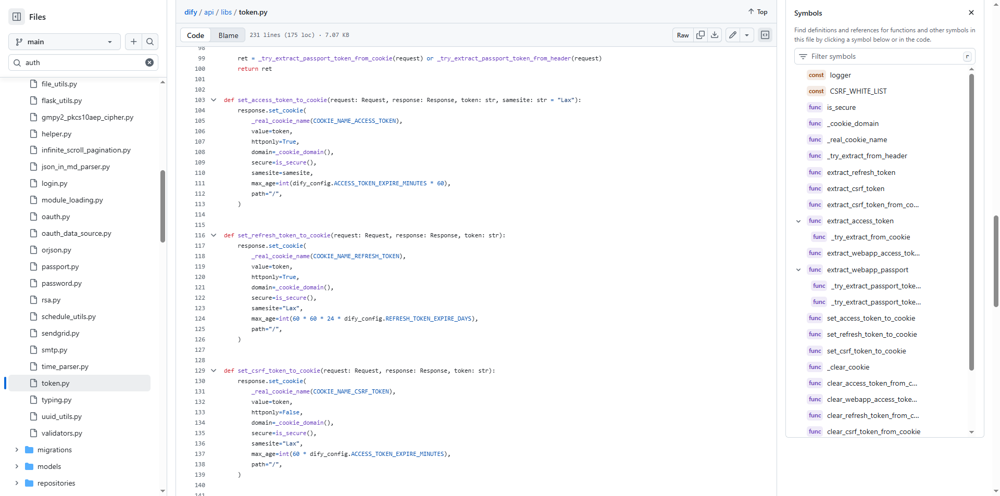 Files
main
auth
file_utils.py
flask_utils.py
gmpy2_pkcs10aep_cipher.py
helper.py
infinite_scroll_pagination.py
json_in_md_parser.py
login.py
module_loading.py
oauth.py
oauth_data_source.py
orjson.py
passport.py
password.py
rsa.py
schedule_utils.py
sendgrid.py
smtp.py
time_parser.py
token.py
typing.py
uuid_utils.py
validators.py
migrations
models
repositories
dify / api / libs / token.py
Top
Code Blame 231 lines (175 loc) · 7.07 KB
Raw
98
99 ret = _try_extract_passport_token_from_cookie(request) or _try_extract_passport_token_from_header(request)
100 return ret
101
102
103 def set_access_token_to_cookie(request: Request, response: Response, token: str, samesite: str = "Lax"):
104 response.set_cookie(
105 _real_cookie_name(COOKIE_NAME_ACCESS_TOKEN),
106 value=token,
107 httponly=True,
108 domain=_cookie_domain(),
109 secure=is_secure(),
110 samesite=samesite,
111 max_age=int(dify_config.ACCESS_TOKEN_EXPIRE_MINUTES * 60),
112 path="/",
113 )
114
115
116 def set_refresh_token_to_cookie(request: Request, response: Response, token: str):
117 response.set_cookie(
118 _real_cookie_name(COOKIE_NAME_REFRESH_TOKEN),
119 value=token,
120 httponly=True,
121 domain=_cookie_domain(),
122 secure=is_secure(),
123 samesite="Lax",
124 max_age=int(60 * 60 * 24 * dify_config.REFRESH_TOKEN_EXPIRE_DAYS),
125 path="/",
126 )
127
128
129 def set_csrf_token_to_cookie(request: Request, response: Response, token: str):
130 response.set_cookie(
131 _real_cookie_name(COOKIE_NAME_CSRF_TOKEN),
132 value=token,
133 httponly=False,
134 domain=_cookie_domain(),
135 secure=is_secure(),
136 samesite="Lax",
137 max_age=int(60 * dify_config.ACCESS_TOKEN_EXPIRE_MINUTES),
138 path="/",
139 )
140
141
Symbols
Find definitions and references for functions and other symbols in
this file by clicking a symbol below or in the code.
Filter symbols r
const logger
const CSRF_WHITE_LIST
func is_secure
func _cookie_domain
func _real_cookie_name
func _try_extract_from_header
func extract_refresh_token
func extract_csrf_token
func extract_csrf_token_from_co...
func extract_access_token
func _try_extract_from_cookie
func extract_webapp_access_tok...
func extract_webapp_passport
func _try_extract_passport_toke...
func _try_extract_passport_toke...
func set_access_token_to_cookie
func set_refresh_token_to_cookie
func set_csrf_token_to_cookie
func _clear_cookie
func clear_access_token_from_c...
func clear_webapp_access_toke...
func clear_refresh_token_from_c...
func clear_csrf_token_from_cookie